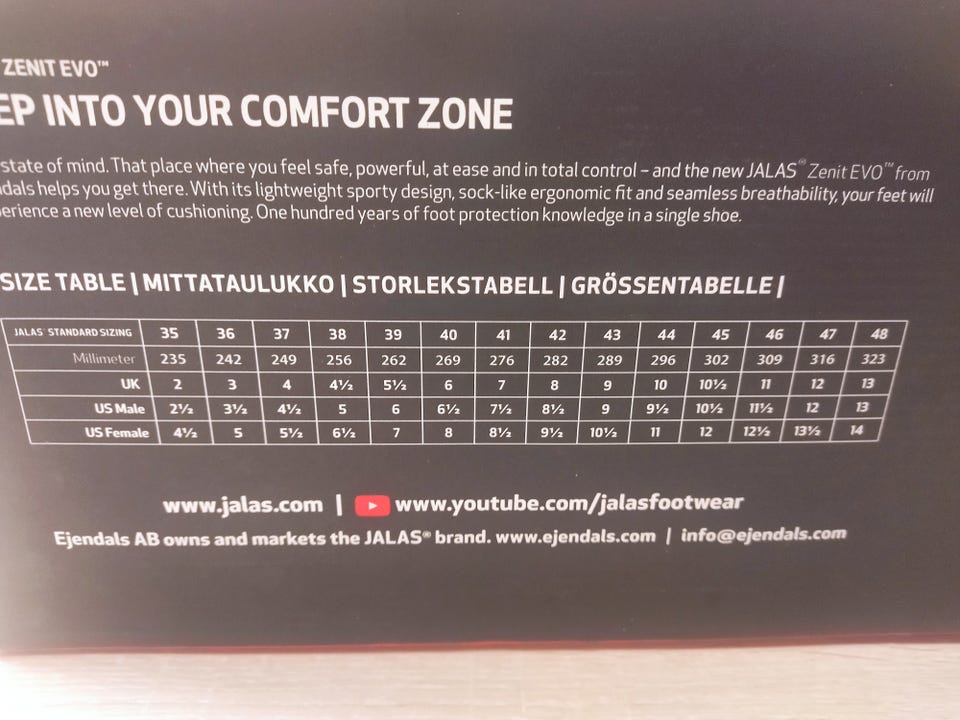 ZENIT EVO™
EP INTO YOUR COMFORT ZONE
state of mind. That place where you feel safe, powerful, at ease and in total control – and the new JALAS® Zenit EVO™ from
dals helps you get there. With its lightweight sporty design, sock-like ergonomic fit and seamless breathability, your feet will
erience a new level of cushioning. One hundred years of foot protection knowledge in a single shoe.
SIZE TABLE | MITTATAULUKKO | STORLEKSTABELL | GRÖSSENTABELLE |
JALAS® STANDARD SIZING 35 36 37 38 39 40 41 42 43 44 45 46 47 48
Millimeter 235 242 249 256 262 269 276 282 289 296 302 309 316 323
UK 2 3 4 4½ 5½ 6 7 8 9 10 10½ 11 12 13
US Male 2½ 3½ 4½ 5 6 6½ 7½ 8½ 9 9½ 10½ 11½ 12 13
US Female 4½ 5 5½ 6½ 7 8 8½ 9½ 10½ 11 12 12½ 13½ 14
www.jalas.com | www.youtube.com/jalasfootwear
Ejendals AB owns and markets the JALAS® brand. www.ejendals.com | info@ejendals.com